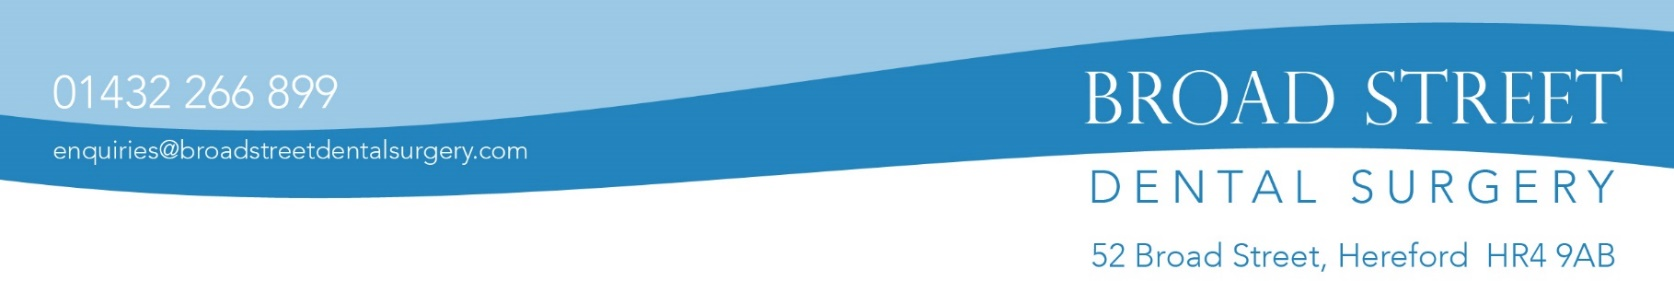 01432 266 899
enquiries@broadstreetdentalsurgery.com
BROAD STREET
DENTAL SURGERY
52 Broad Street, Hereford HR4 9AB